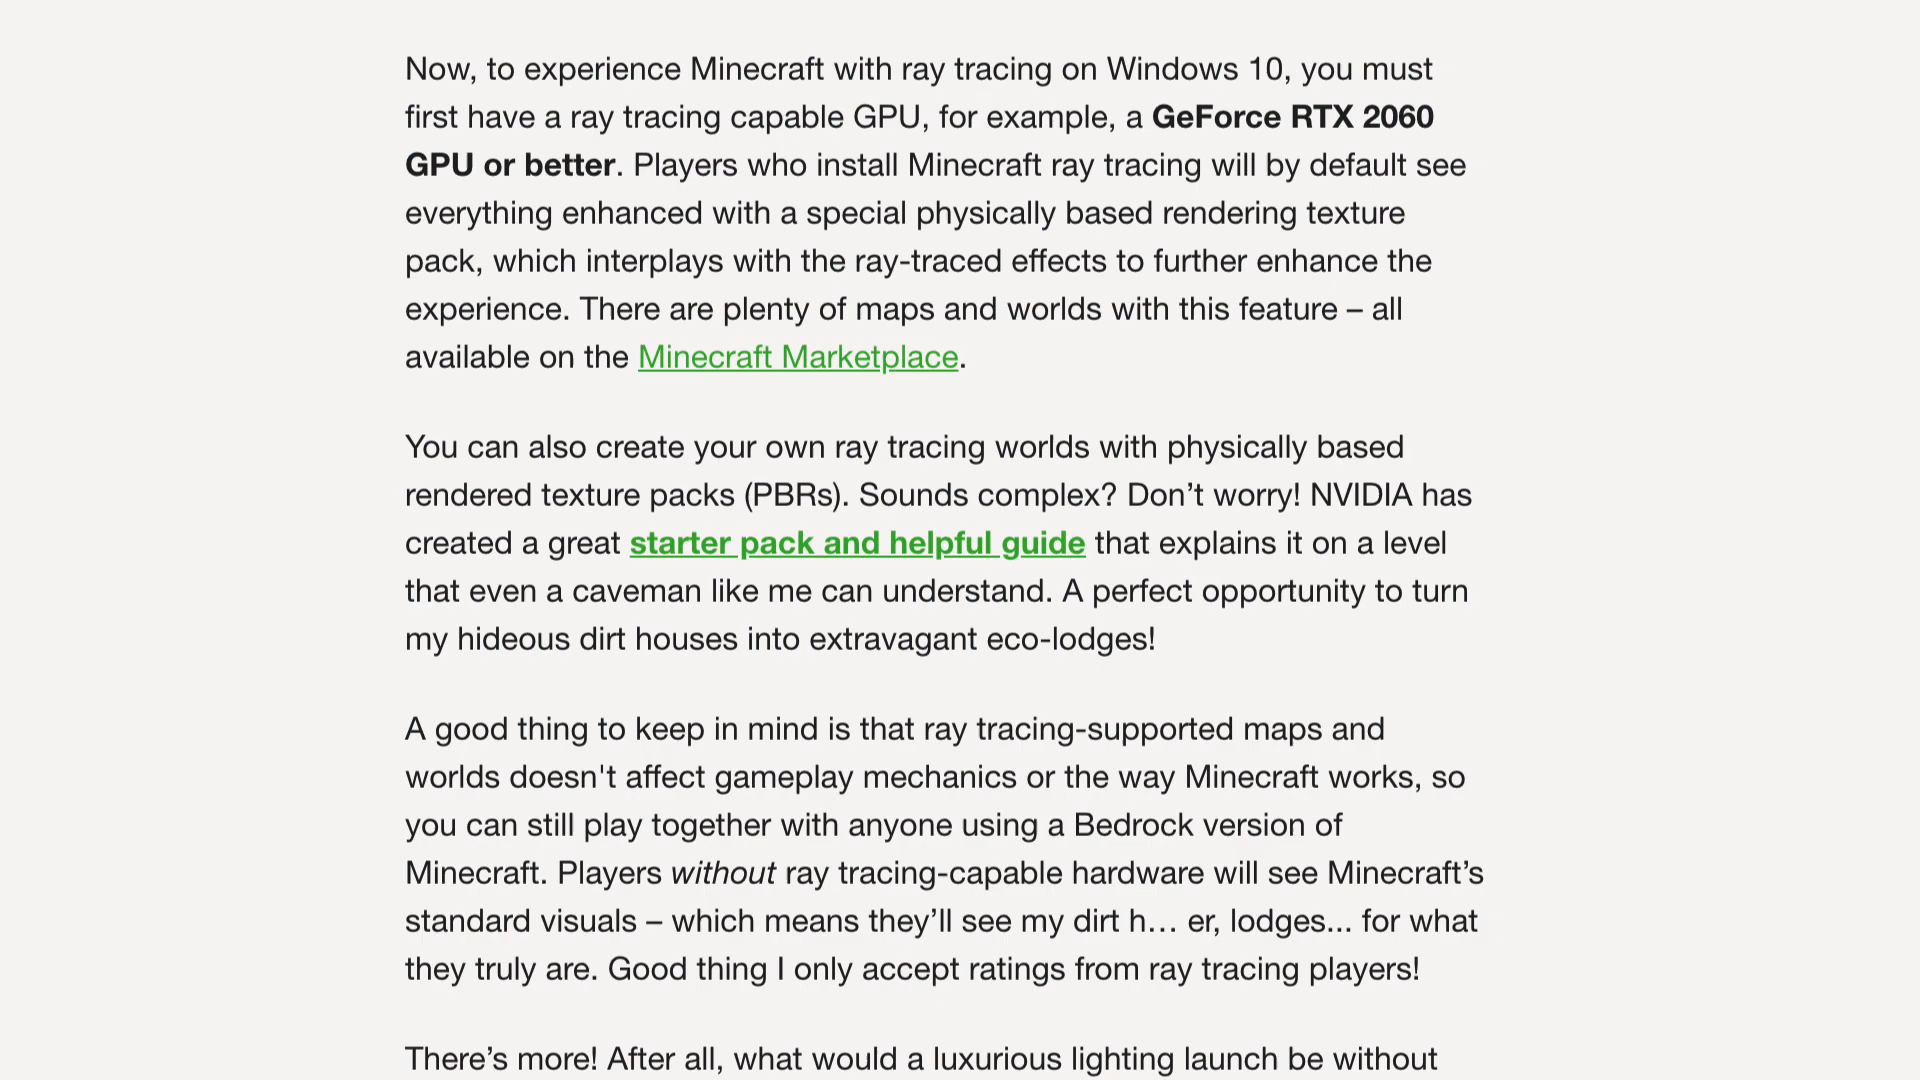 Now, to experience Minecraft with ray tracing on Windows 10, you must
first have a ray tracing capable GPU, for example, a GeForce RTX 2060
GPU or better. Players who install Minecraft ray tracing will by default see
everything enhanced with a special physically based rendering texture
pack, which interplays with the ray-traced effects to further enhance the
experience. There are plenty of maps and worlds with this feature – all
available on the Minecraft Marketplace.
You can also create your own ray tracing worlds with physically based
rendered texture packs (PBRs). Sounds complex? Don’t worry! NVIDIA has
created a great starter pack and helpful guide that explains it on a level
that even a caveman like me can understand. A perfect opportunity to turn
my hideous dirt houses into extravagant eco-lodges!
A good thing to keep in mind is that ray tracing-supported maps and
worlds doesn't affect gameplay mechanics or the way Minecraft works, so
you can still play together with anyone using a Bedrock version of
Minecraft. Players without ray tracing-capable hardware will see Minecraft’s
standard visuals – which means they’ll see my dirt h… er, lodges... for what
they truly are. Good thing I only accept ratings from ray tracing players!
There’s more! After all, what would a luxurious lighting launch be without